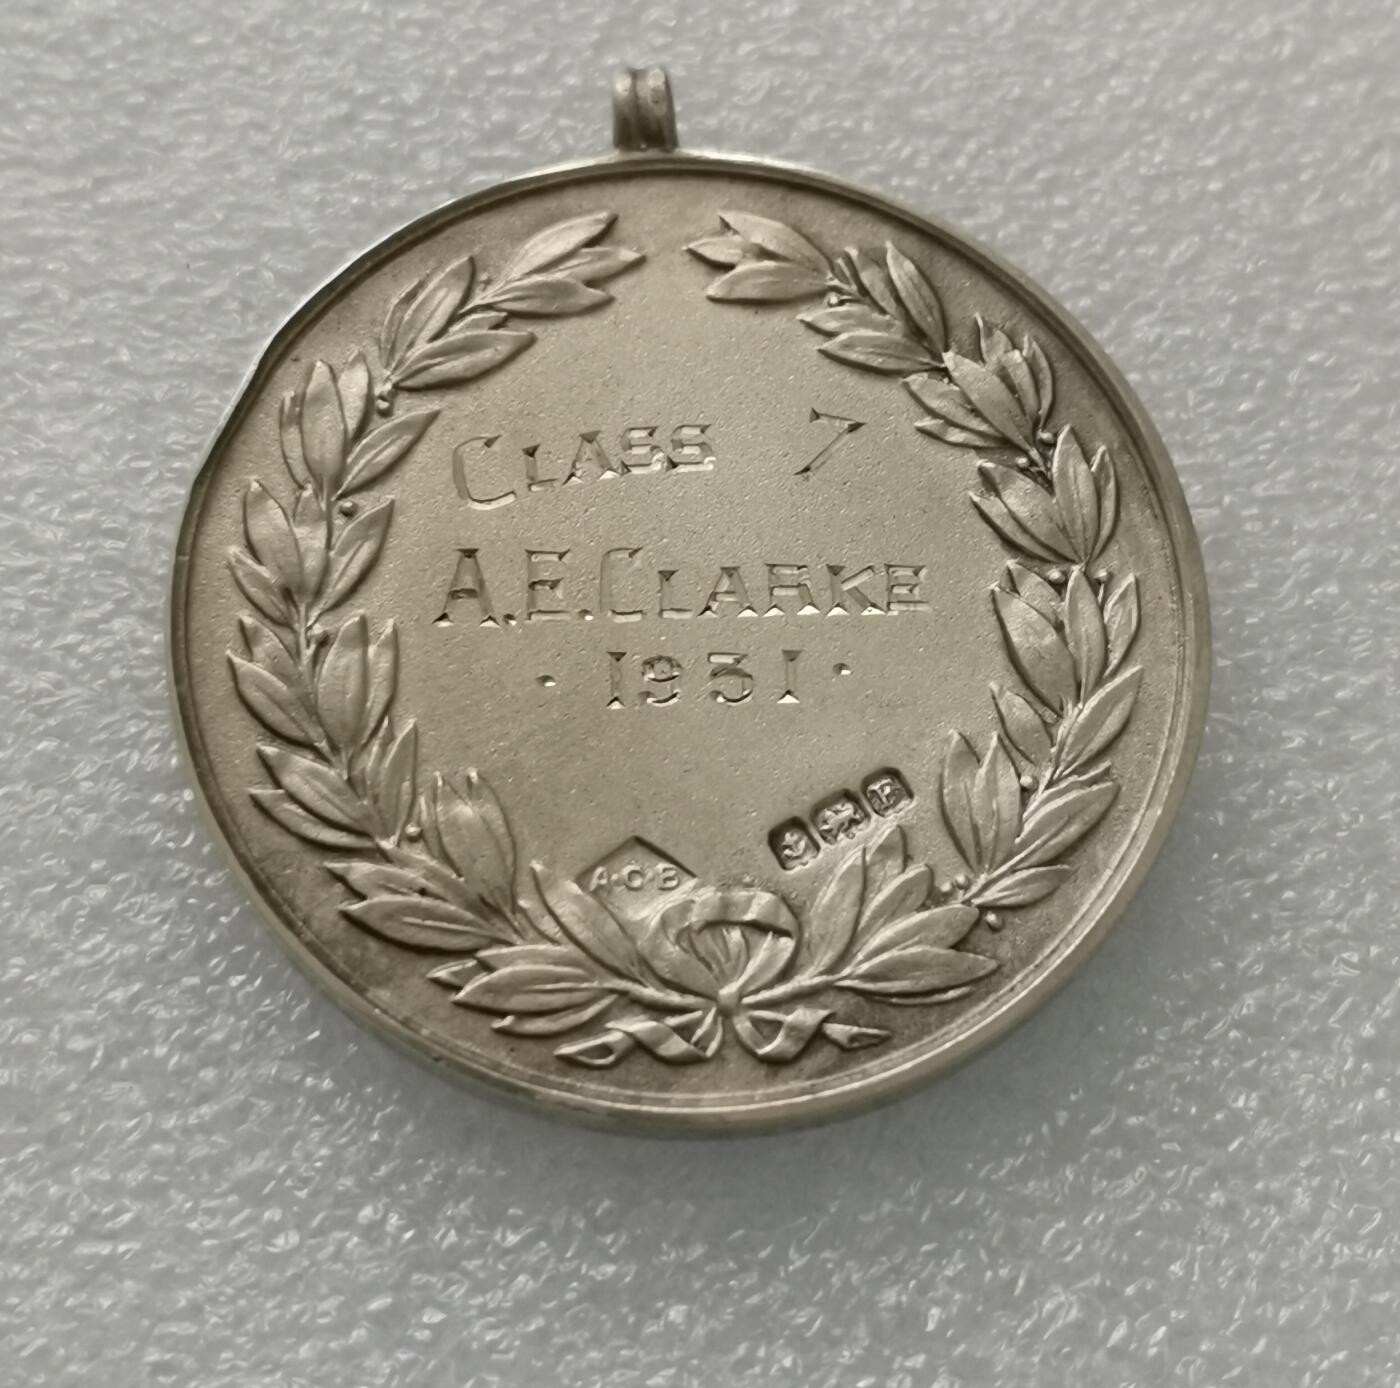 CLASS 7
A.E.CLARKE
· 1931 ·
A·C·B